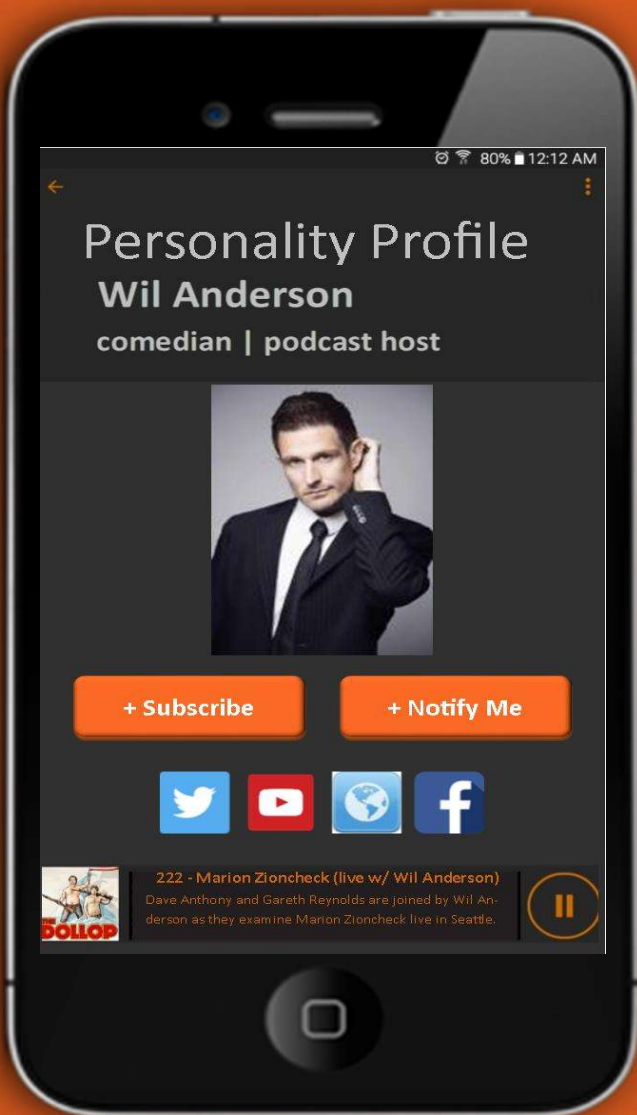 80% 12:12 AM
Personality Profile
Wil Anderson
comedian | podcast host
+ Subscribe
+ Notify Me
f
222 - Marion Zioncheck (live w/ Wil Anderson)
Dave Anthony and Gareth Reynolds are joined by Wil An-
derson as they examine Marion Zioncheck live in Seattle.
THE
DOLLOP